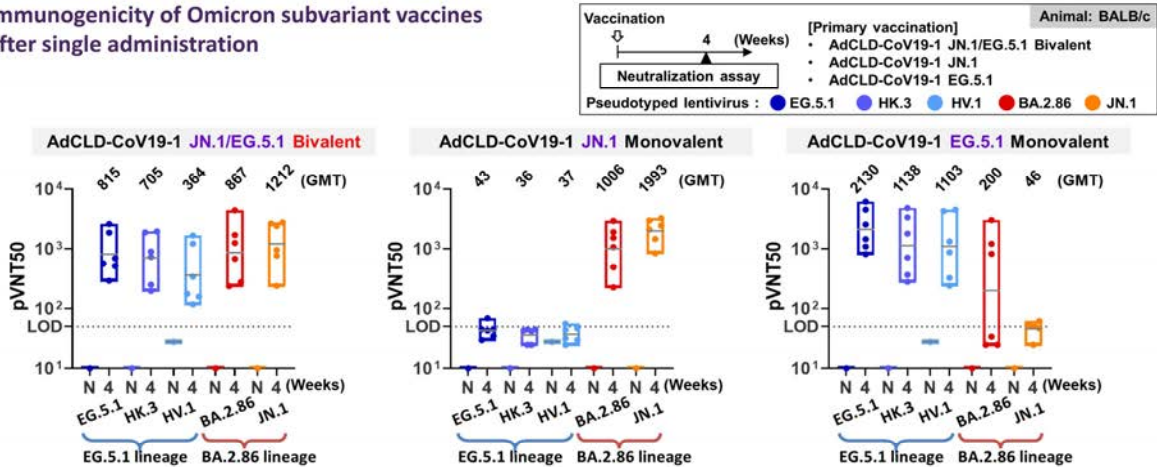 mmunogenicity of Omicron subvariant vaccines
fter single administration
Animal: BALB/c
Vaccination
4 (Weeks)
Neutralization assay
[Primary vaccination]
• AdCLD-CoV19-1 JN.1/EG.5.1 Bivalent
• AdCLD-CoV19-1 JN.1
• AdCLD-CoV19-1 EG.5.1
Pseudotyped lentivirus : EG.5.1 HK.3 HV.1 BA.2.86 JN.1
AdCLD-CoV19-1 JN.1/EG.5.1 Bivalent
815 705 364 867 1212 (GMT)
pVNT50
10⁴
10³
10²
LOD
10¹
N 4 N 4 N 4 N 4 N 4 (Weeks)
EG.5.1 HK.3 HV.1 BA.2.86 JN.1
EG.5.1 lineage BA.2.86 lineage
AdCLD-CoV19-1 JN.1 Monovalent
43 36 37 1006 1993 (GMT)
pVNT50
10⁴
10³
10²
LOD
10¹
N 4 N 4 N 4 N 4 N 4 (Weeks)
EG.5.1 HK.3 HV.1 BA.2.86 JN.1
EG.5.1 lineage BA.2.86 lineage
AdCLD-CoV19-1 EG.5.1 Monovalent
2130 1138 1103 200 46 (GMT)
pVNT50
10⁴
10³
10²
LOD
10¹
N 4 N 4 N 4 N 4 N 4 (Weeks)
EG.5.1 HK.3 HV.1 BA.2.86 JN.1
EG.5.1 lineage BA.2.86 lineage